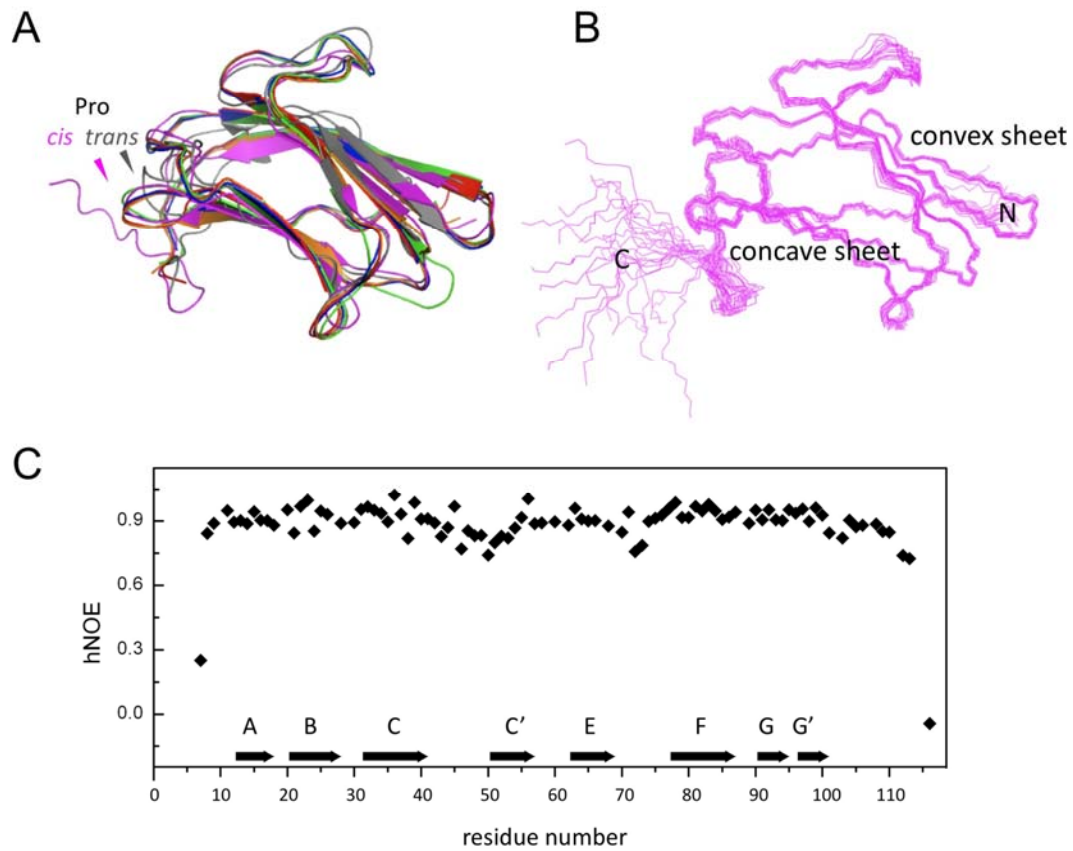 A
B
Pro
cis trans
convex sheet
N
concave sheet
C
C
0.9
0.6
0.3
0.0
hNOE
A B C C’ E F G G’
0 10 20 30 40 50 60 70 80 90 100 110
residue number